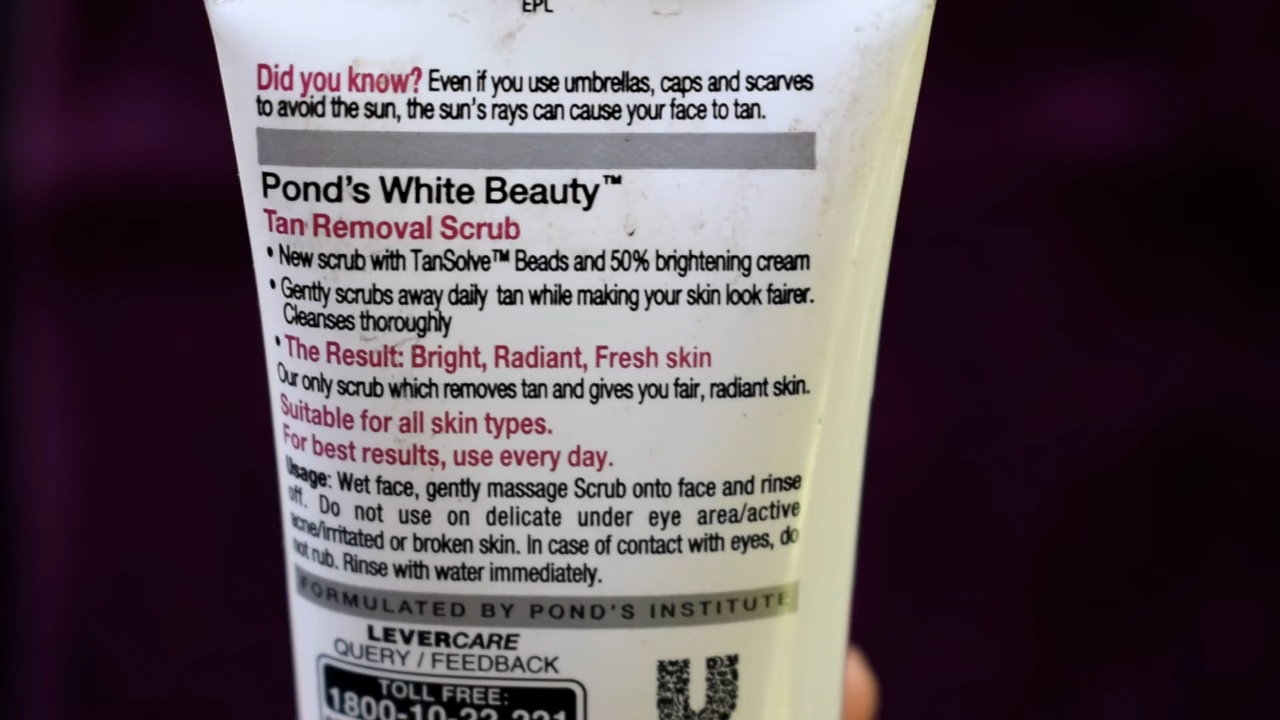 EPL
Did you know? Even if you use umbrellas, caps and scarves
to avoid the sun, the sun's rays can cause your face to tan.
Pond's White Beauty™
Tan Removal Scrub
• New scrub with TanSolve™ Beads and 50% brightening cream
• Gently scrubs away daily tan while making your skin look fairer.
Cleanses thoroughly
• The Result: Bright, Radiant, Fresh skin
Our only scrub which removes tan and gives you fair, radiant skin.
Suitable for all skin types.
For best results, use every day.
Usage: Wet face, gently massage Scrub onto face and rinse
off. Do not use on delicate under eye area/active
acne/irritated or broken skin. In case of contact with eyes, do
not rub. Rinse with water immediately.
FORMULATED BY POND'S INSTITUTE
LEVERCARE
QUERY / FEEDBACK
TOLL FREE:
1800-10-22-221